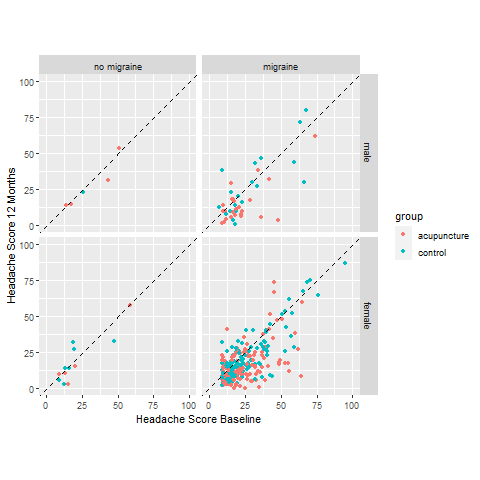 no migraine migraine
100
75
50
25
0
male
100
75
50
25
0
female
0 25 50 75 100 0 25 50 75 100
Headache Score Baseline
Headache Score 12 Months
group
acupuncture
control